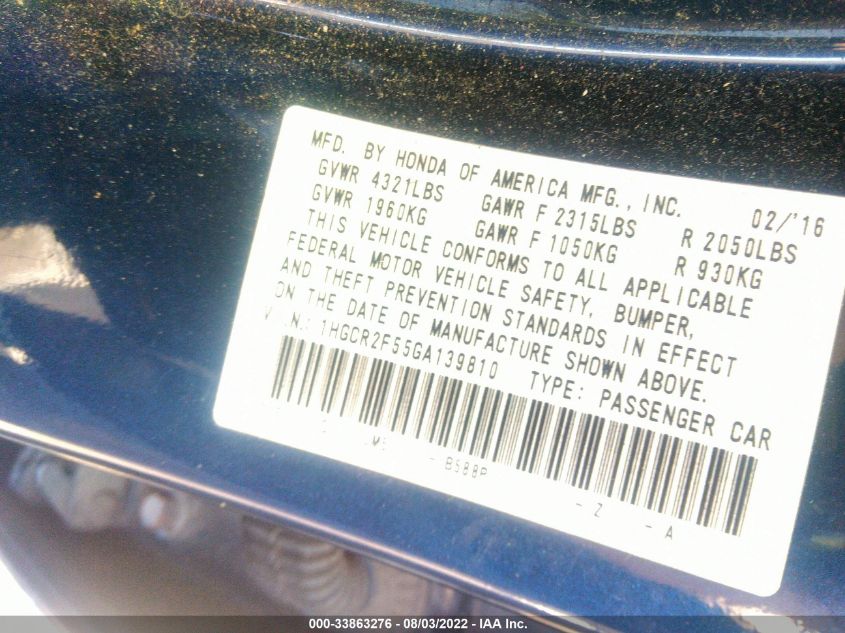 MFD. BY HONDA OF AMERICA MFG., INC. 02/'16
GVWR 4321LBS GAWR F 2315LBS R 2050LBS
GVWR 1960KG GAWR F 1050KG R 930KG
THIS VEHICLE CONFORMS TO ALL APPLICABLE
FEDERAL MOTOR VEHICLE SAFETY, BUMPER,
AND THEFT PREVENTION STANDARDS IN EFFECT
ON THE DATE OF MANUFACTURE SHOWN ABOVE.
V.I.N.: 1HGCR2F55GA139810 TYPE: PASSENGER CAR
B588P - Z - A
000-33863276 - 08/03/2022 - IAA Inc.